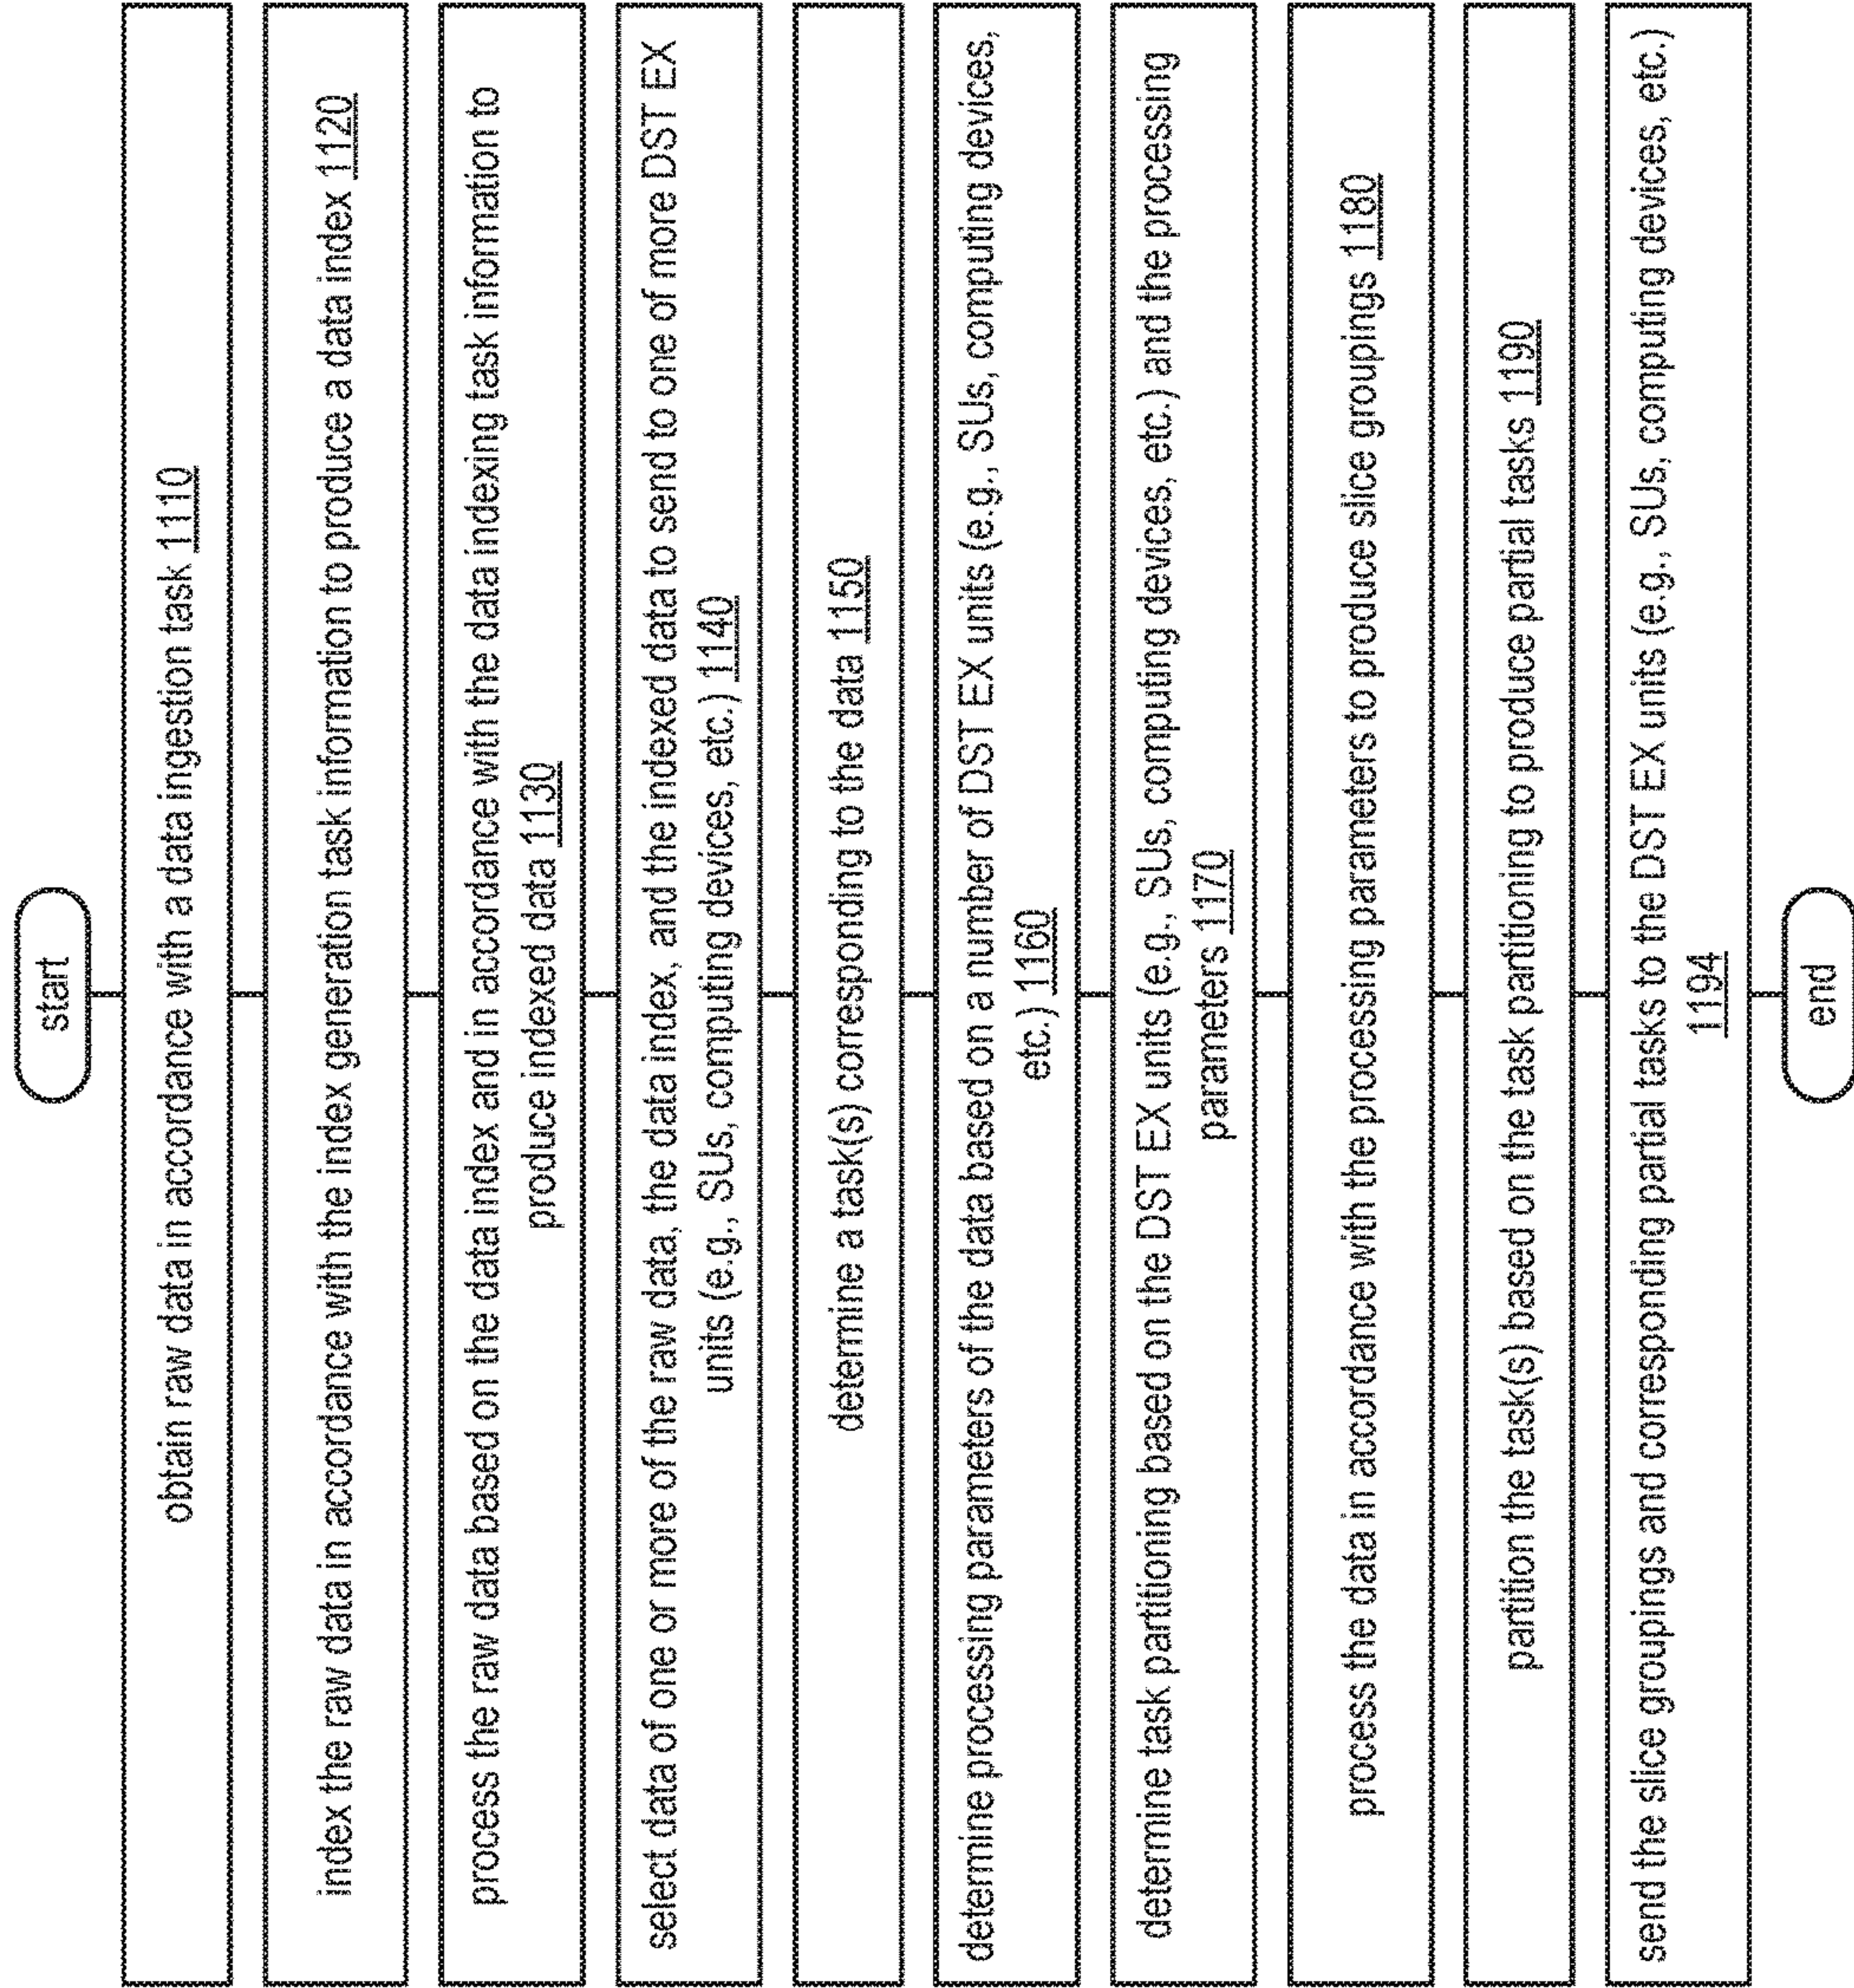 start
obtain raw data in accordance with a data ingestion task 1110
index the raw data in accordance with the index generation task information to produce a data index 1120
process the raw data based on the data index and in accordance with the data indexing task information to
produce indexed data 1130
select data of one or more of the raw data, the data index, and the indexed data to send to one of more DST EX
units (e.g., SUs, computing devices, etc.) 1140
determine a task(s) corresponding to the data 1150
determine processing parameters of the data based on a number of DST EX units (e.g., SUs, computing devices,
etc.) 1160
determine task partitioning based on the DST EX units (e.g., SUs, computing devices, etc.) and the processing
parameters 1170
process the data in accordance with the processing parameters to produce slice groupings 1180
partition the task(s) based on the task partitioning to produce partial tasks 1190
send the slice groupings and corresponding partial tasks to the DST EX units (e.g., SUs, computing devices, etc.)
1194
end